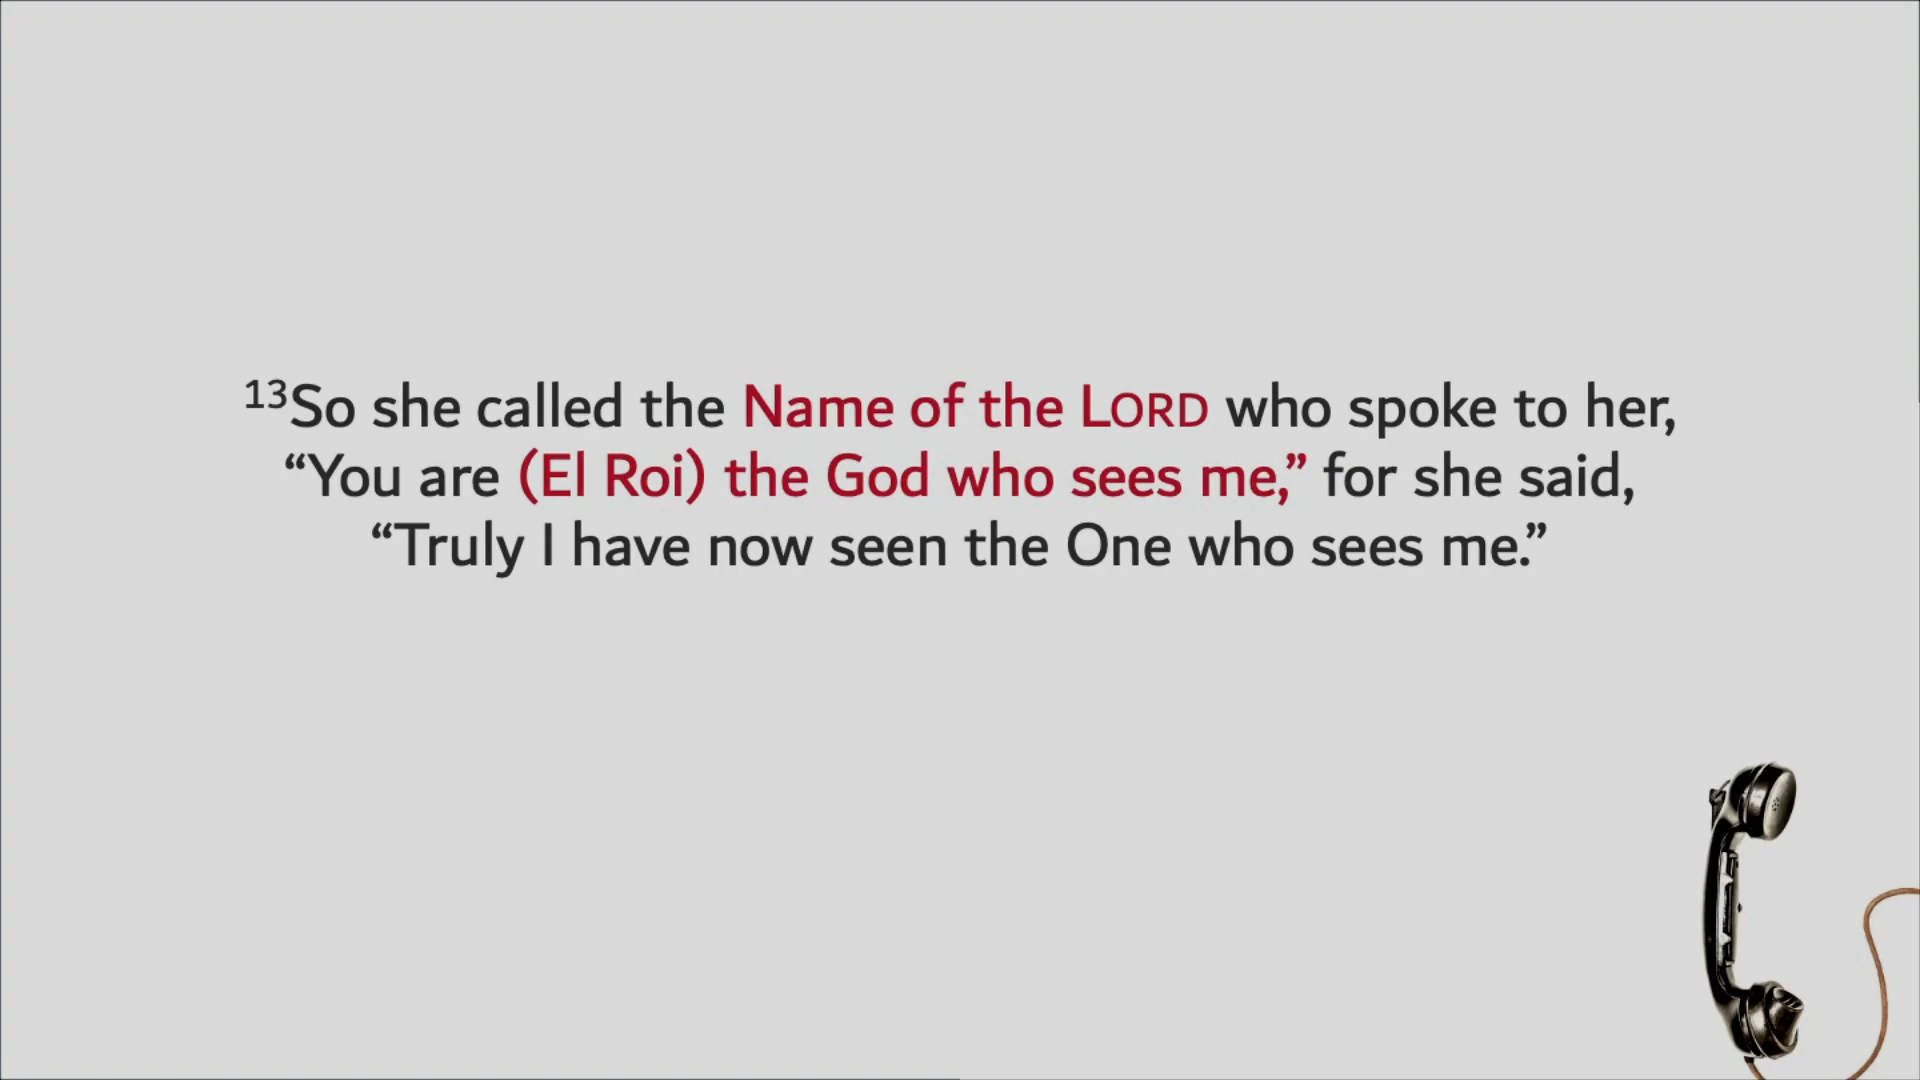 13So she called the Name of the LORD who spoke to her,
“You are (El Roi) the God who sees me,” for she said,
“Truly I have now seen the One who sees me.”